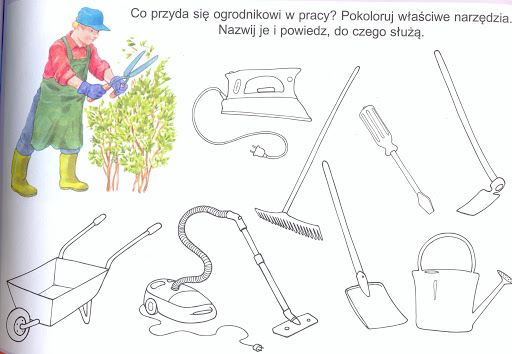 Co przyda się ogrodnikowi w pracy? Pokoloruj właściwe narzędzia.
Nazwij je i powiedz, do czego służą.